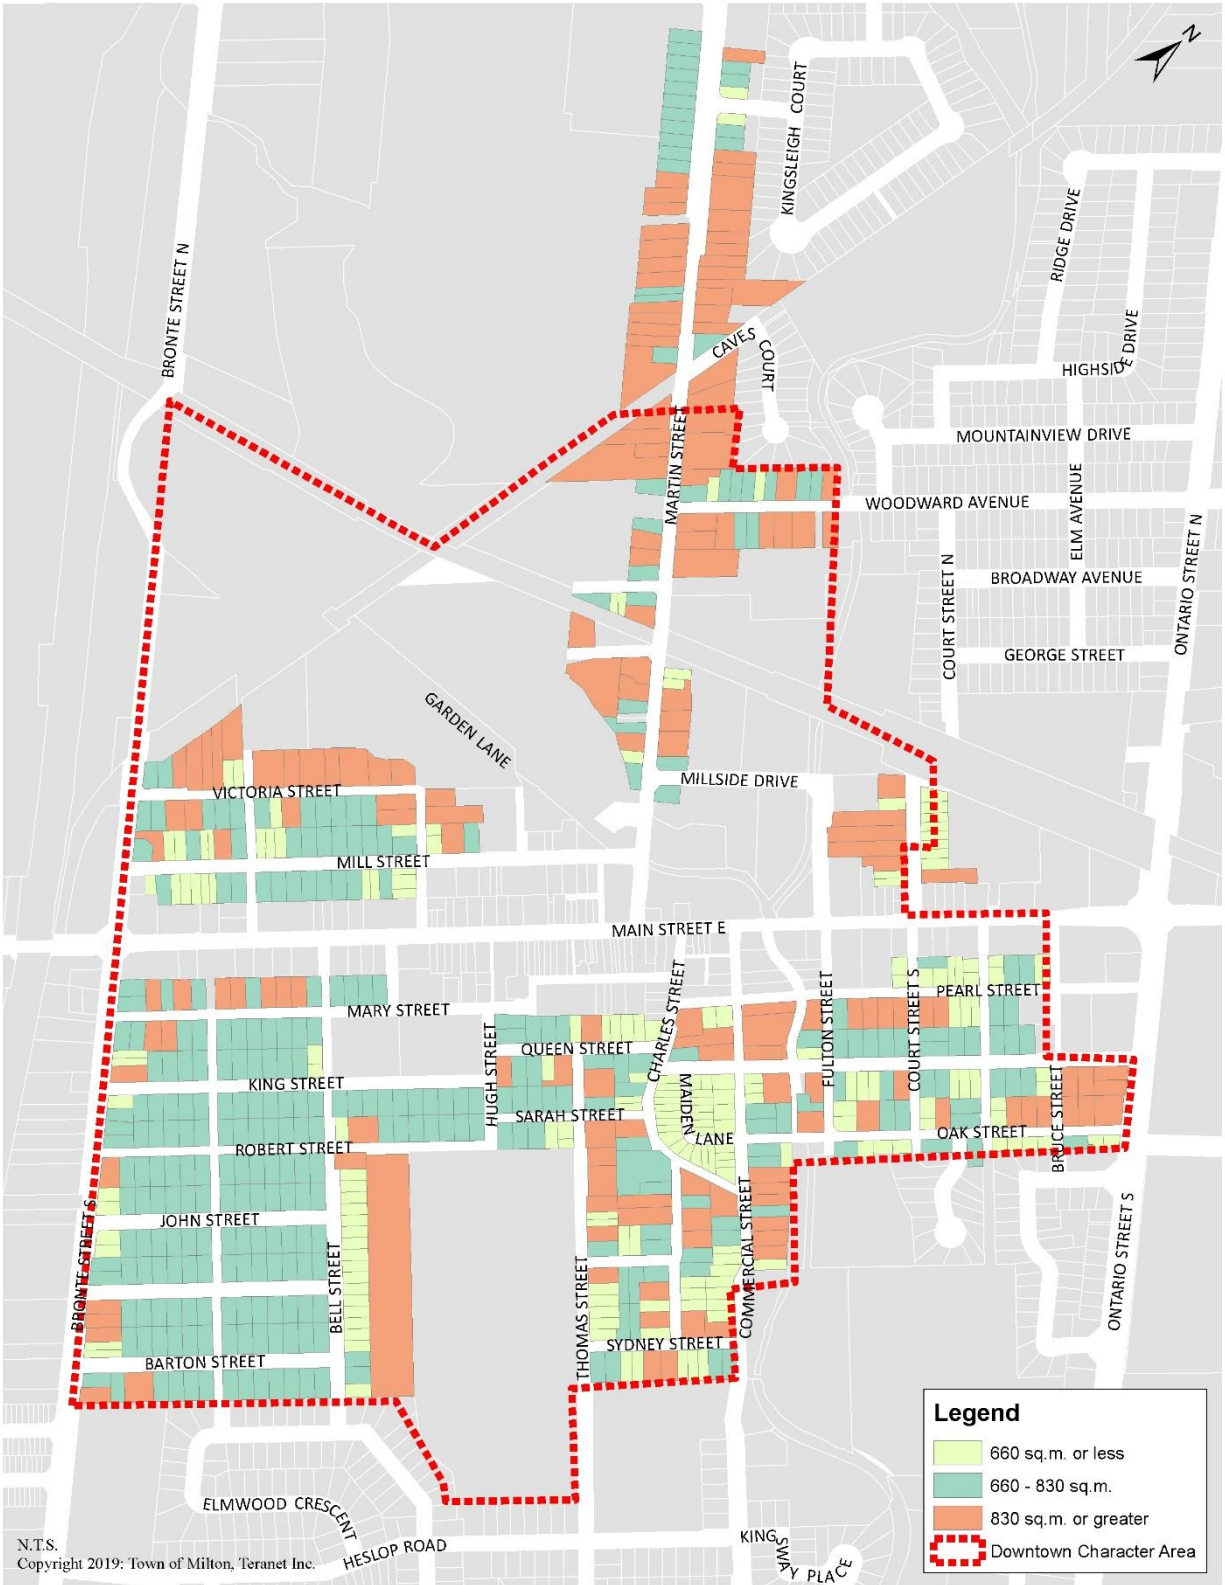 N
KINGSLEIGH COURT
RIDGE DRIVE
BRONTE STREET N
HIGHSIDE DRIVE
CAVES COURT
MOUNTAINVIEW DRIVE
MARTIN STREET
WOODWARD AVENUE
ELM AVENUE
ONTARIO STREET N
COURT STREET N
BROADWAY AVENUE
GEORGE STREET
GARDEN LANE
MILLSIDE DRIVE
VICTORIA STREET
MILL STREET
MAIN STREET E
CHARLES STREET
FULTON STREET
COURT STREET S
PEARL STREET
MARY STREET
HUGH STREET
QUEEN STREET
KING STREET
MAIDEN LANE
SARAH STREET
BRUCE STREET
OAK STREET
ROBERT STREET
JOHN STREET
BRONTE STREET S
BELL STREET
COMMERCIAL STREET
ONTARIO STREET S
THOMAS STREET
SYDNEY STREET
BARTON STREET
ELMWOOD CRESCENT
HESLOP ROAD
KINGSWAY PLACE
Legend
660 sq.m. or less
660 - 830 sq.m.
830 sq.m. or greater
Downtown Character Area
N.T.S.
Copyright 2019: Town of Milton, Teranet Inc.